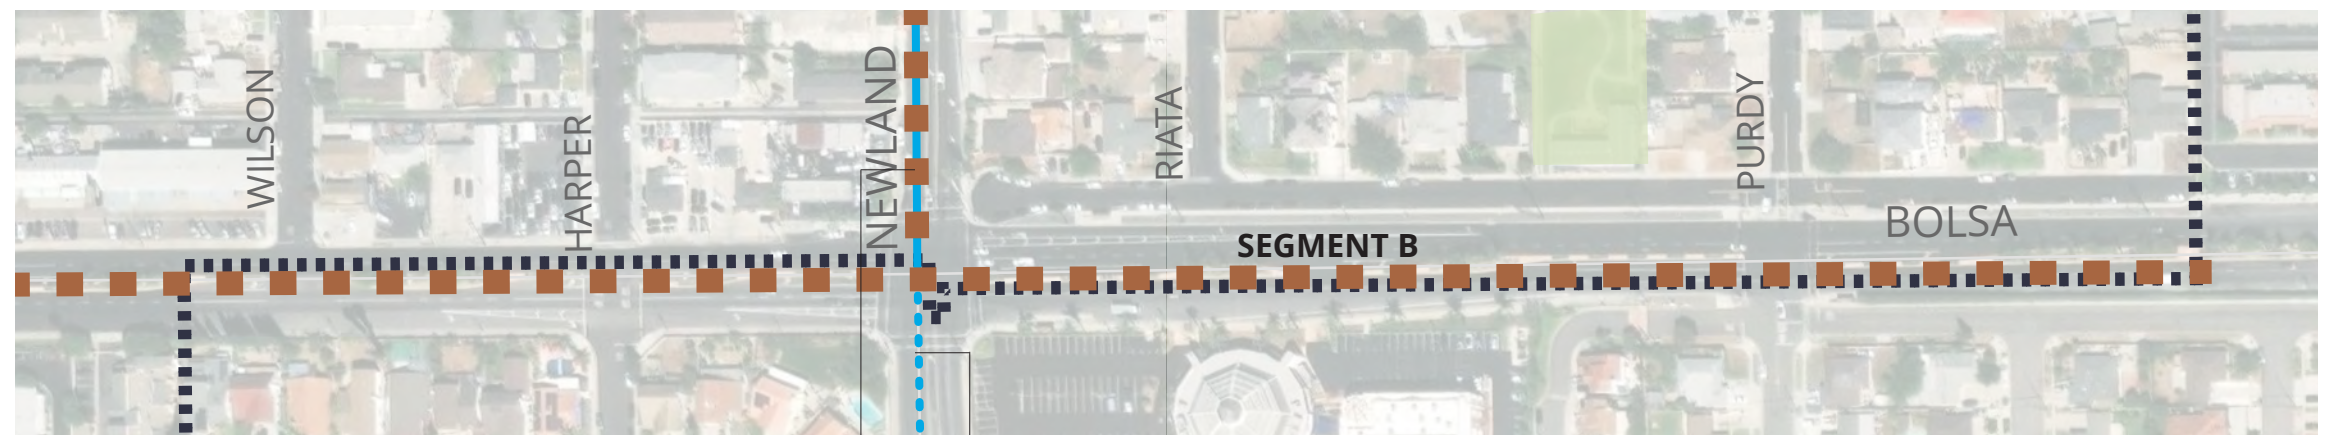 WILSON
HARPER
NEWLAND
RIATA
PURDY
BOLSA
SEGMENT B